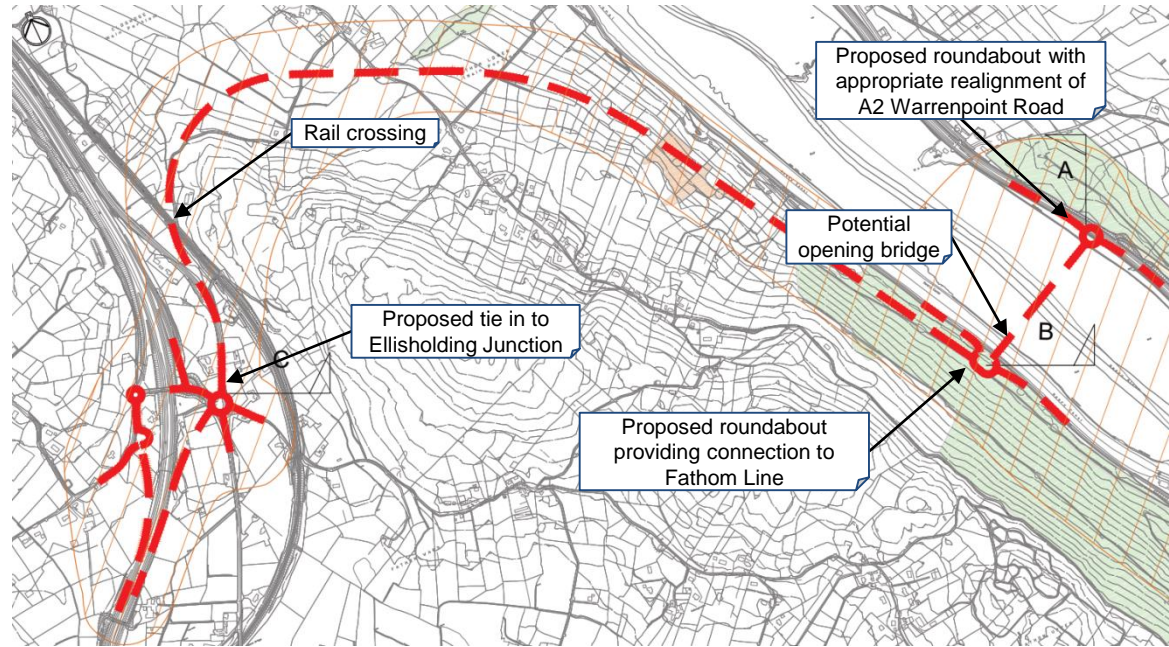 Proposed roundabout with
appropriate realignment of
A2 Warrenpoint Road
Rail crossing
A
Potential
opening bridge
B
Proposed tie in to
Ellisholding Junction
C
Proposed roundabout
providing connection to
Fathom Line